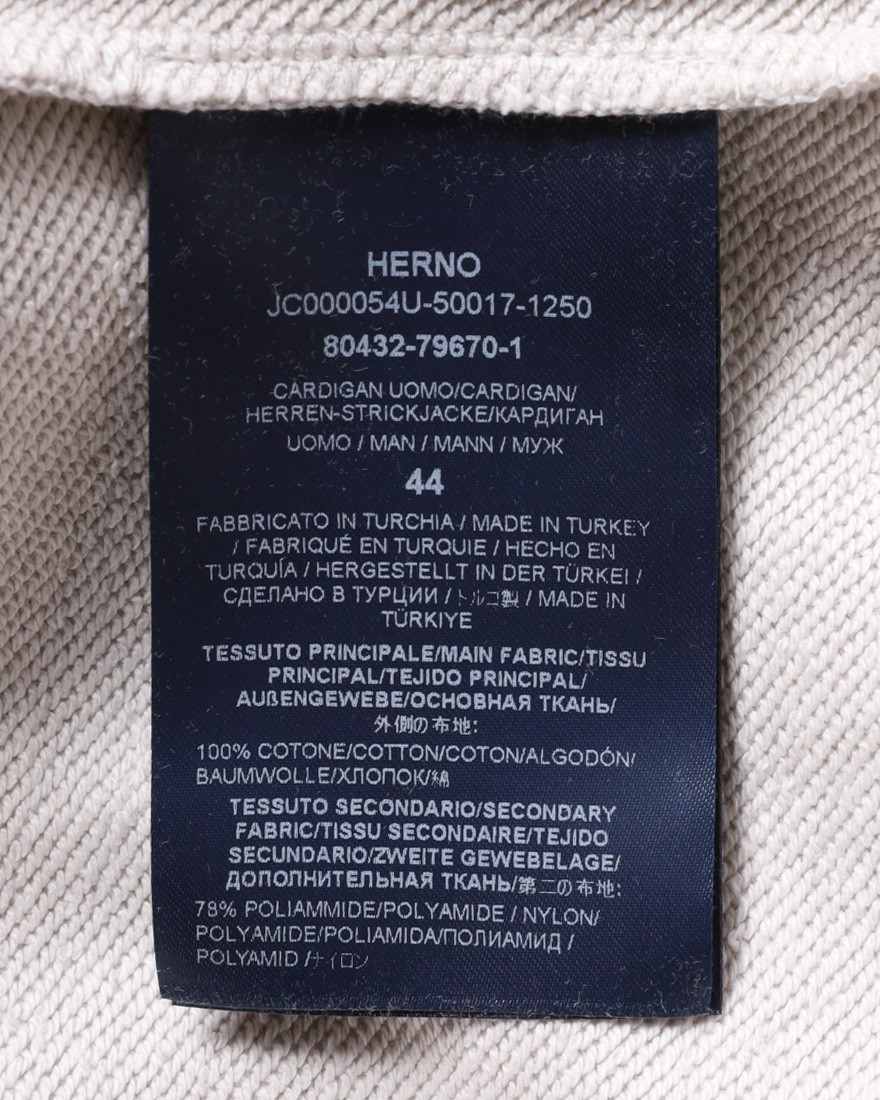 HERNO
JC000054U-50017-1250
80432-79670-1
CARDIGAN UOMO/CARDIGAN/
HERREN-STRICKJACKE/КАРДИГАН
UOMO / MAN / MANN / МУЖ
44
FABBRICATO IN TURCHIA / MADE IN TURKEY
/ FABRIQUÉ EN TURQUIE / HECHO EN
TURQUÍA / HERGESTELLT IN DER TÜRKEI /
СДЕЛАНО В ТУРЦИИ / トルコ製 / MADE IN
TÜRKIYE
TESSUTO PRINCIPALE/MAIN FABRIC/TISSU
PRINCIPAL/TEJIDO PRINCIPAL/
AUßENGEWEBE/ОСНОВНАЯ ТКАНЬ/
外側の布地:
100% COTONE/COTTON/COTON/ALGODÓN/
BAUMWOLLE/ХЛОПОК/綿
TESSUTO SECONDARIO/SECONDARY
FABRIC/TISSU SECONDAIRE/TEJIDO
SECUNDARIO/ZWEITE GEWEBELAGE/
ДОПОЛНИТЕЛЬНАЯ ТКАНЬ/第二の布地:
78% POLIAMMIDE/POLYAMIDE / NYLON/
POLYAMIDE/POLIAMIDA/ПОЛИАМИД /
POLYAMID /ナイロン